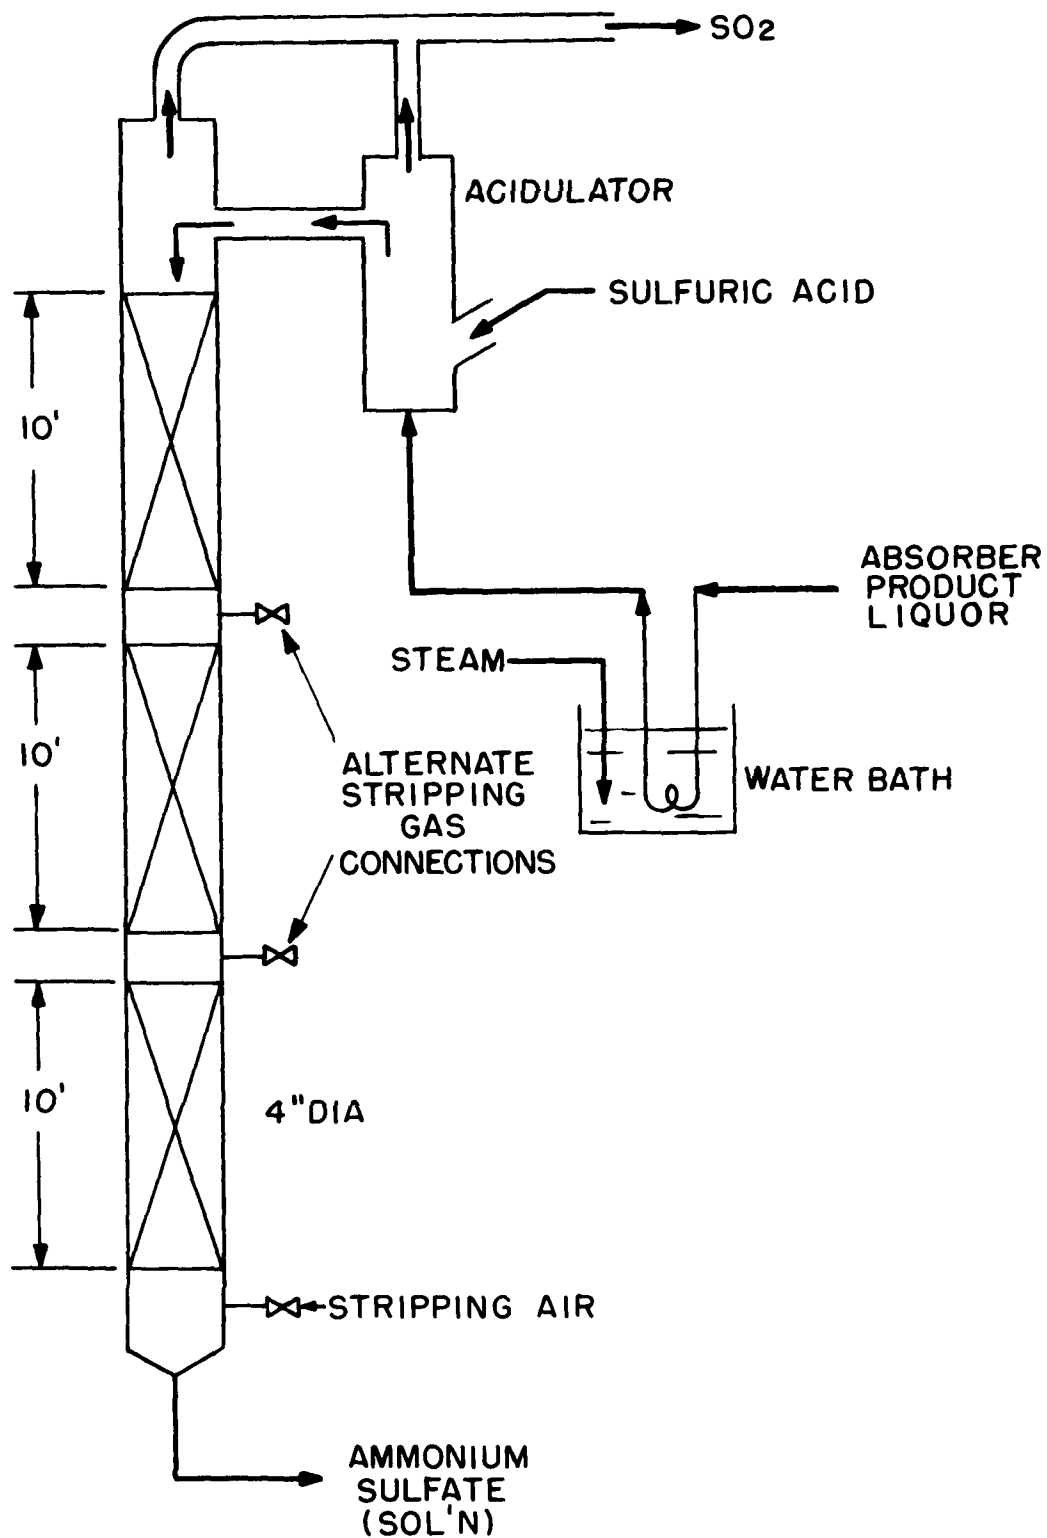 SO2
ACIDULATOR
SULFURIC ACID
10'
ABSORBER
PRODUCT
LIQUOR
STEAM
10'
ALTERNATE
STRIPPING
GAS
CONNECTIONS
WATER BATH
10'
4" DIA
STRIPPING AIR
AMMONIUM
SULFATE
(SOL'N)